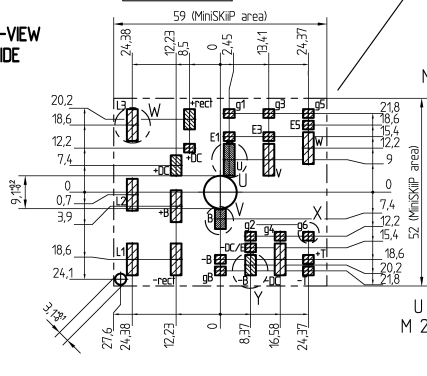 59 (MiniSKiiP area)
-VIEW
IDE
24,38
12,23
8,5
0
2,45
13,41
24,37
N
20,2
18,6
12,2
7,4
0
0,7
3,9
18,6
24,1
L3
W
+rect
g1
g3
g5
E1
E3
E5
W
+DC
+DC
U
U
V
L2
+B
V
B
X
g2
g4
g6
L1
-DC/E
-B
+T
-rect
gB
-B
-DC
-T
Y
21,8
18,6
15,4
12,2
9
0
7,4
12,2
15,4
18,6
20,2
21,8
52 (MiniSKiiP area)
U
M 2
27,6
24,38
12,23
0
8,37
16,58
24,37